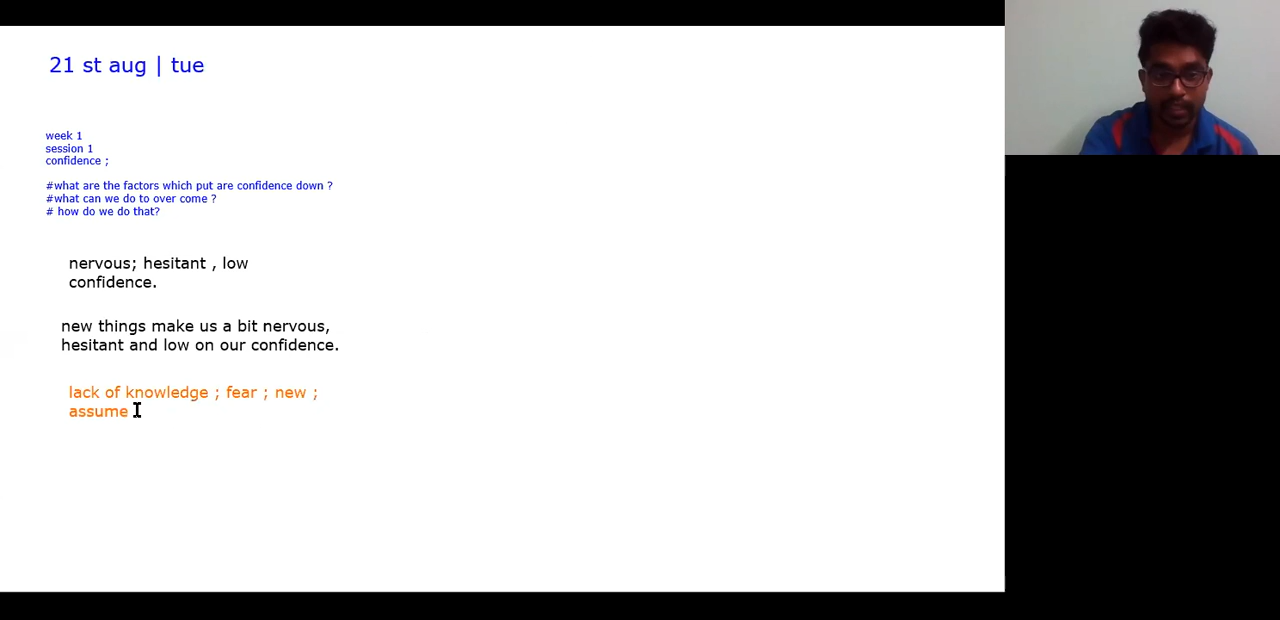 21 st aug | tue
week 1
session 1
confidence ;
#what are the factors which put are confidence down ?
#what can we do to over come ?
# how do we do that?
nervous; hesitant , low
confidence.
new things make us a bit nervous,
hesitant and low on our confidence.
lack of knowledge ; fear ; new ;
assume